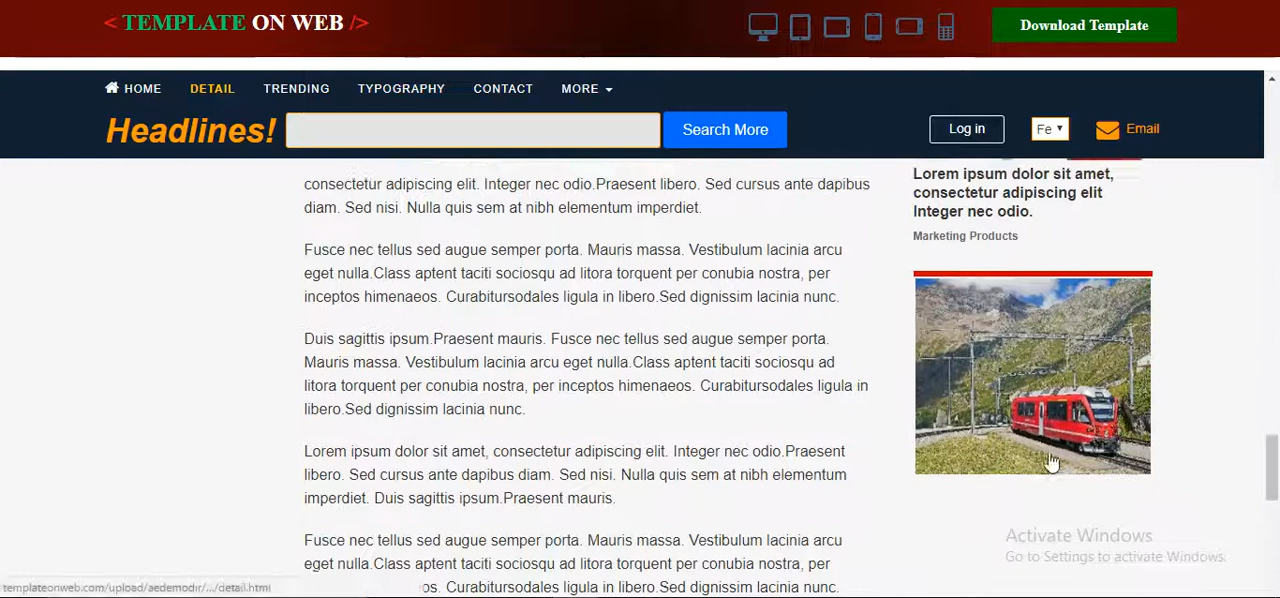 < TEMPLATE ON WEB />
Download Template
HOME DETAIL TRENDING TYPOGRAPHY CONTACT MORE
Headlines!
Search More
Log in
Fe
Email
consectetur adipiscing elit. Integer nec odio.Praesent libero. Sed cursus ante dapibus
diam. Sed nisi. Nulla quis sem at nibh elementum imperdiet.
Fusce nec tellus sed augue semper porta. Mauris massa. Vestibulum lacinia arcu
eget nulla.Class aptent taciti sociosqu ad litora torquent per conubia nostra, per
inceptos himenaeos. Curabitursodales ligula in libero.Sed dignissim lacinia nunc.
Duis sagittis ipsum.Praesent mauris. Fusce nec tellus sed augue semper porta.
Mauris massa. Vestibulum lacinia arcu eget nulla.Class aptent taciti sociosqu ad
litora torquent per conubia nostra, per inceptos himenaeos. Curabitursodales ligula in
libero.Sed dignissim lacinia nunc.
Lorem ipsum dolor sit amet, consectetur adipiscing elit. Integer nec odio.Praesent
libero. Sed cursus ante dapibus diam. Sed nisi. Nulla quis sem at nibh elementum
imperdiet. Duis sagittis ipsum.Praesent mauris.
Fusce nec tellus sed augue semper porta. Mauris massa. Vestibulum lacinia arcu
eget nulla.Class aptent taciti sociosqu ad litora torquent per conubia nostra, per
os. Curabitursodales ligula in libero.Sed dignissim lacinia nunc.
Lorem ipsum dolor sit amet,
consectetur adipiscing elit
Integer nec odio.
Marketing Products
Activate Windows
Go to Settings to activate Windows.
templateonweb.com/upload/aedemodir/.../detail.html